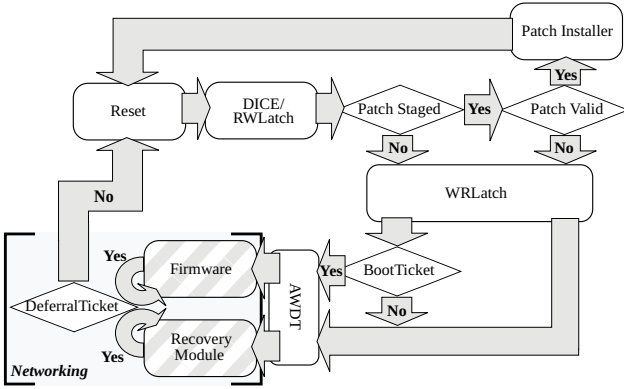 Patch Installer
Yes
Reset
DICE/
RWLatch
Patch Staged
Yes
Patch Valid
No
No
No
WRLatch
Yes
Firmware
Yes
BootTicket
AWDT
DeferralTicket
No
Recovery
Module
Yes
Networking